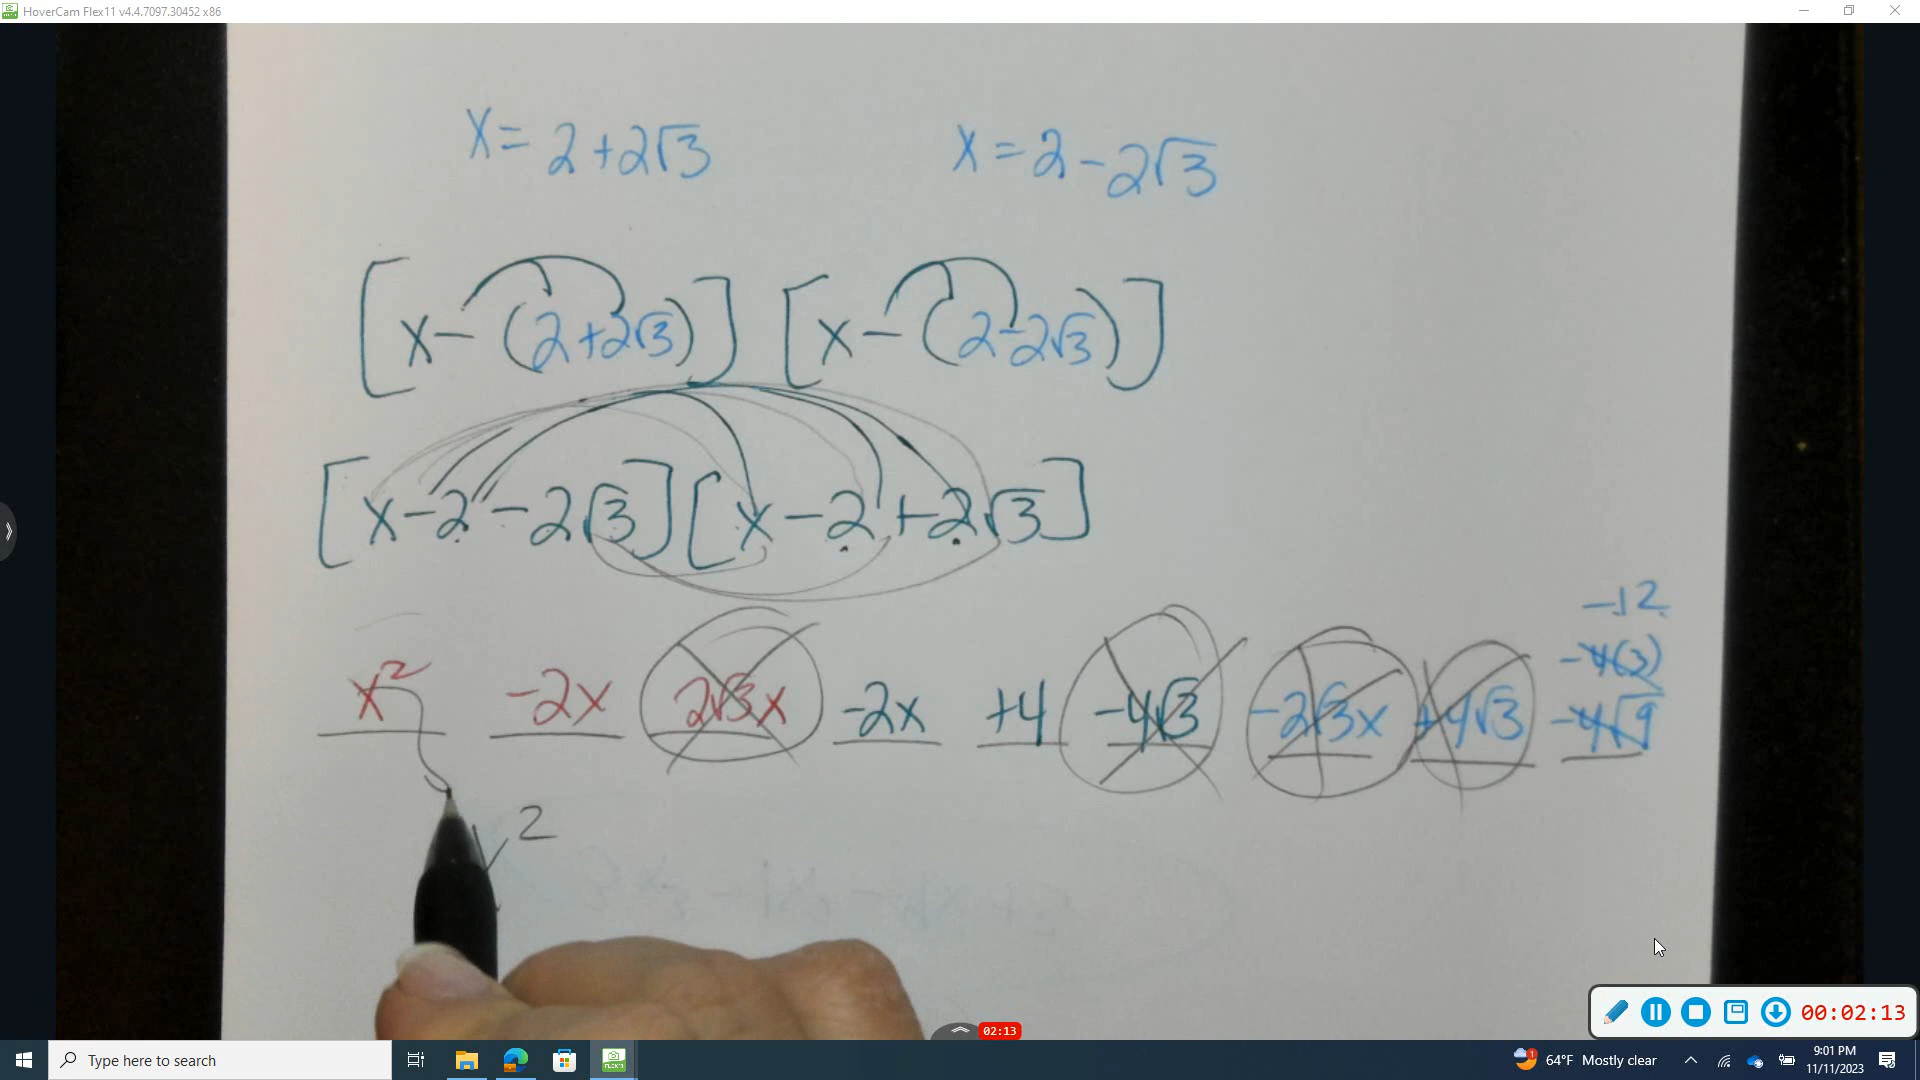 HoverCam Flex11 v4.4.7097.30452 x86
x = 2 + 2√3 x = 2 - 2√3
[x - (2 + 2√3)] [x - (2 - 2√3)]
[x - 2 - 2√3] [x - 2 + 2√3]
-12
-4(3)
x² -2x 2√3x -2x +4 -4√3 -2√3x +4√3 -4√9
2
02:13
00:02:13
Type here to search
FLEX11
1
64°F Mostly clear
9:01 PM
11/11/2023